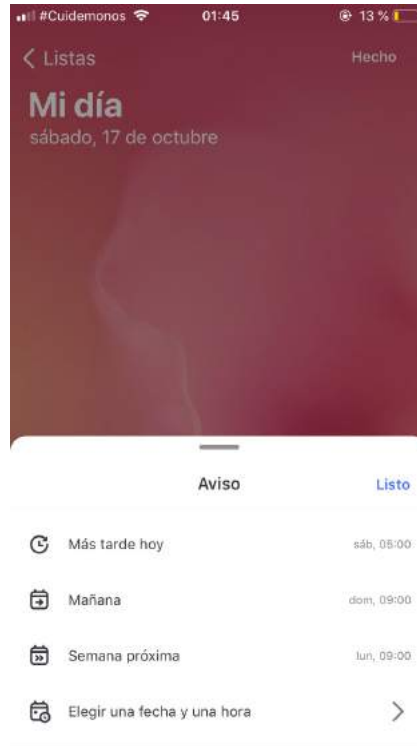 #Cuidemonos 01:45 13 %
Listas Hecho
Mi día
sábado, 17 de octubre
Aviso Listo
Más tarde hoy sáb, 05:00
Mañana dom, 09:00
Semana próxima lun, 09:00
Elegir una fecha y una hora